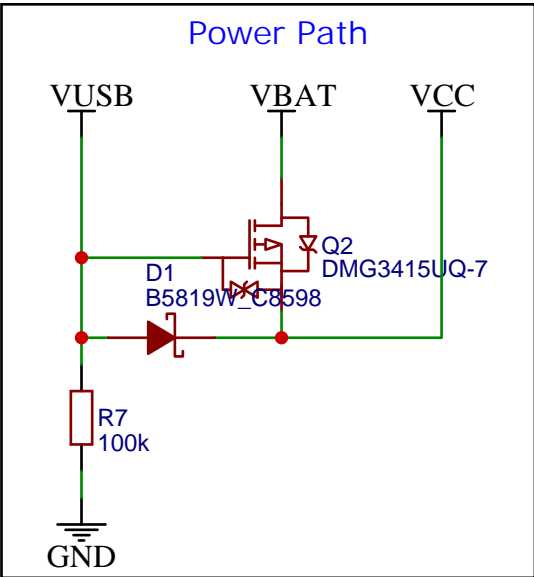 Power Path
VUSB
VBAT
VCC
Q2
DMG3415UQ-7
D1
B5819W_C8598
R7
100k
GND